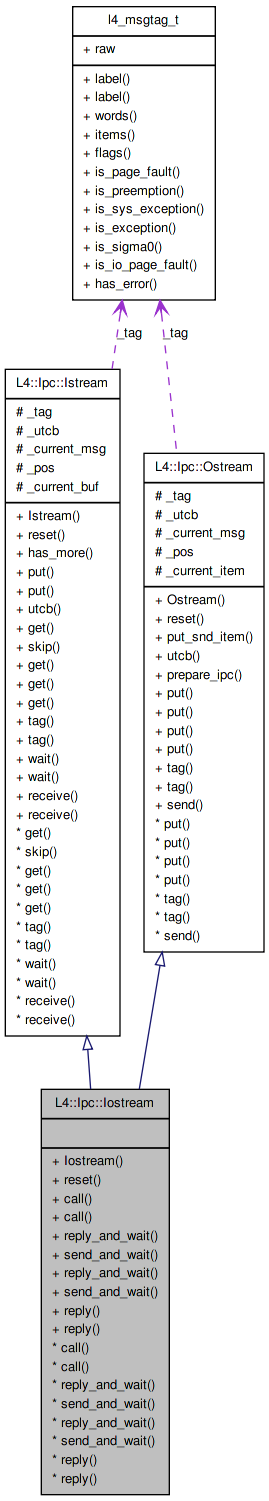 l4_msgtag_t
+ raw
+ label()
+ label()
+ words()
+ items()
+ flags()
+ is_page_fault()
+ is_preemption()
+ is_sys_exception()
+ is_exception()
+ is_sigma0()
+ is_io_page_fault()
+ has_error()
_tag
_tag
L4::Ipc::Istream
# _tag
# _utcb
# _current_msg
# _pos
# _current_buf
+ Istream()
+ reset()
+ has_more()
+ put()
+ put()
+ utcb()
+ get()
+ skip()
+ get()
+ get()
+ get()
+ tag()
+ tag()
+ wait()
+ wait()
+ receive()
+ receive()
* get()
* skip()
* get()
* get()
* get()
* tag()
* tag()
* wait()
* wait()
* receive()
* receive()
L4::Ipc::Ostream
# _tag
# _utcb
# _current_msg
# _pos
# _current_item
+ Ostream()
+ reset()
+ put_snd_item()
+ utcb()
+ prepare_ipc()
+ put()
+ put()
+ put()
+ put()
+ tag()
+ tag()
+ send()
* put()
* put()
* put()
* put()
* tag()
* tag()
* send()
L4::Ipc::Iostream
+ Iostream()
+ reset()
+ call()
+ call()
+ reply_and_wait()
+ send_and_wait()
+ reply_and_wait()
+ send_and_wait()
+ reply()
+ reply()
* call()
* call()
* reply_and_wait()
* send_and_wait()
* reply_and_wait()
* send_and_wait()
* reply()
* reply()